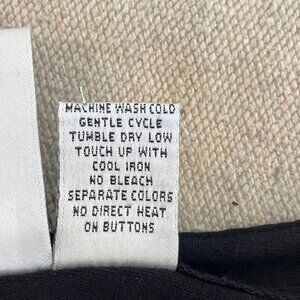 MACHINE WASH COLD
GENTLE CYCLE
TUMBLE DRY LOW
TOUCH UP WITH
COOL IRON
NO BLEACH
SEPARATE COLORS
NO DIRECT HEAT
ON BUTTONS